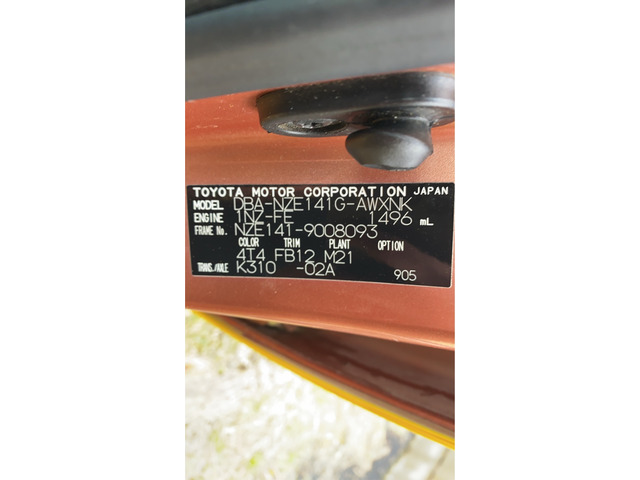 TOYOTA MOTOR CORPORATION JAPAN
MODEL DBA-NZE141G-AWXNK
ENGINE 1NZ-FE 1496 mL
FRAME No. NZE141-9008093
COLOR TRIM PLANT OPTION
4T4 FB12 M21
TRANS./AXLE K310 -02A
905